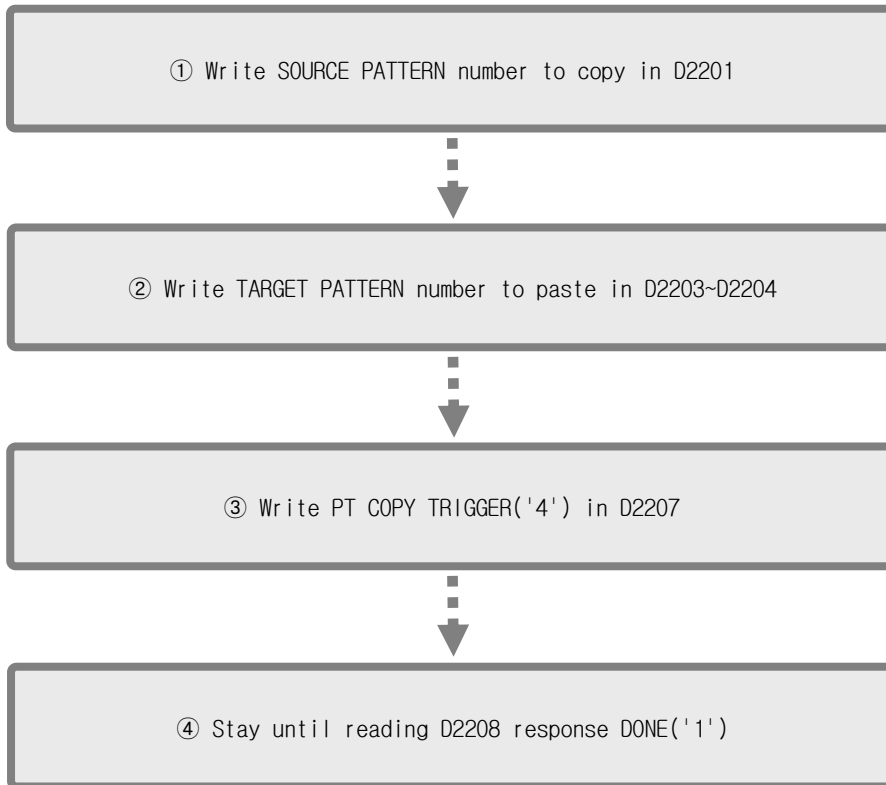 ① Write SOURCE PATTERN number to copy in D2201
② Write TARGET PATTERN number to paste in D2203~D2204
③ Write PT COPY TRIGGER('4') in D2207
④ Stay until reading D2208 response DONE('1')